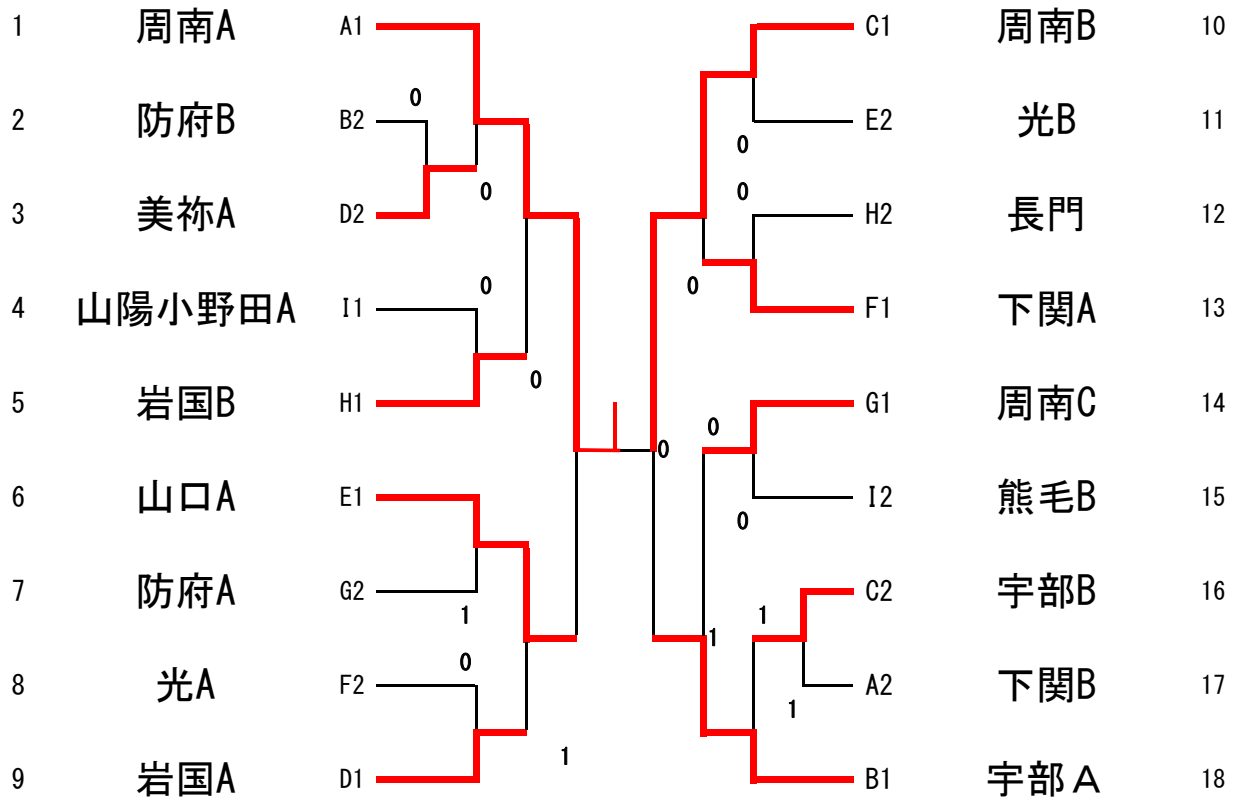 1 周南A A1 C1 周南B 10
0
2 防府B B2 E2 光B 11
0
0 0
3 美祢A D2 H2 長門 12
0 0
4 山陽小野田A I1 F1 下関A 13
0
5 岩国B H1 G1 周南C 14
0
0
6 山口A E1 I2 熊毛B 15
0
7 防府A G2 C2 宇部B 16
1 1
1
0
8 光A F2 A2 下関B 17
1
1
9 岩国A D1 B1 宇部A 18